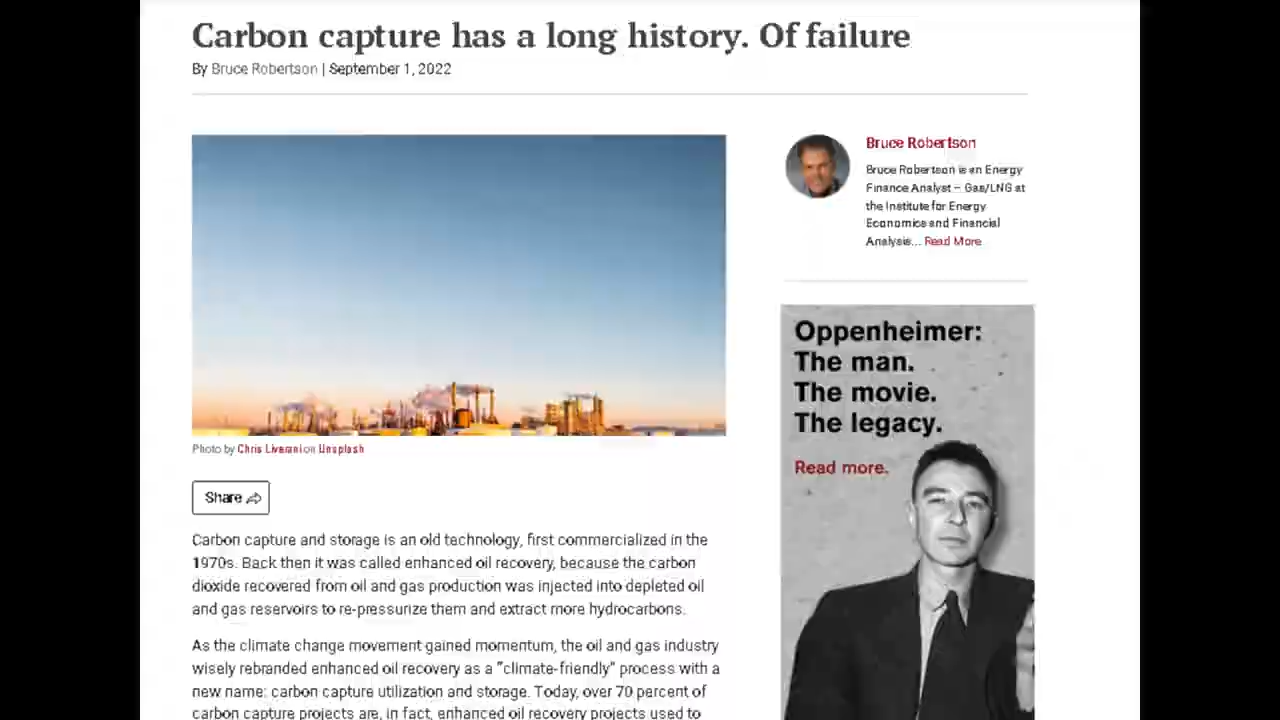 Carbon capture has a long history. Of failure
By Bruce Robertson | September 1, 2022
Bruce Robertson
Bruce Robertson is an Energy
Finance Analyst – Gas/LNG at
the Institute for Energy
Economics and Financial
Analysis... Read More
Oppenheimer:
The man.
The movie.
The legacy.
Read more.
Photo by Chris Liverani on Unsplash
Share
Carbon capture and storage is an old technology, first commercialized in the
1970s. Back then it was called enhanced oil recovery, because the carbon
dioxide recovered from oil and gas production was injected into depleted oil
and gas reservoirs to re-pressurize them and extract more hydrocarbons.
As the climate change movement gained momentum, the oil and gas industry
wisely rebranded enhanced oil recovery as a "climate-friendly" process with a
new name: carbon capture utilization and storage. Today, over 70 percent of
carbon capture projects are, in fact, enhanced oil recovery projects used to